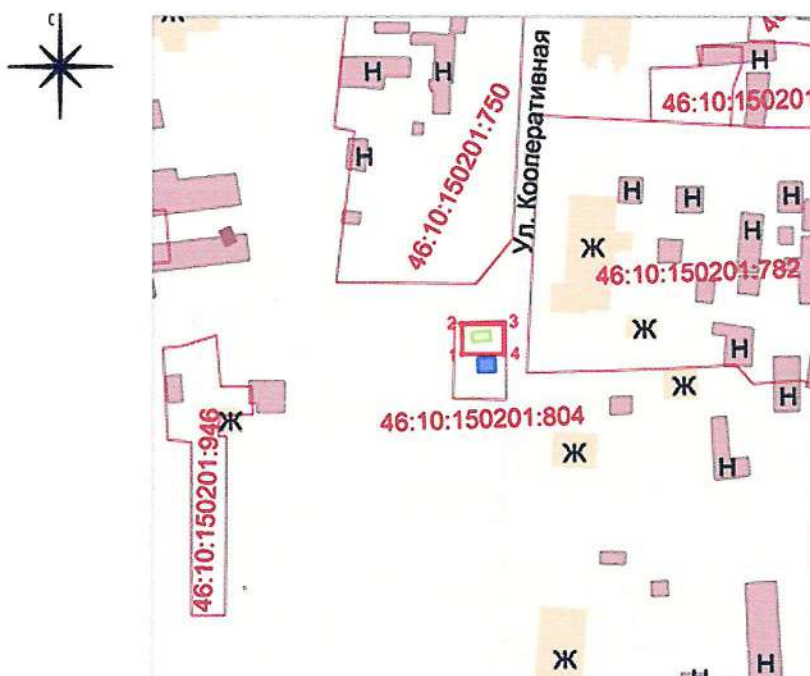 С
Ж
Н
Н
Н
46:10:150201
46:10:150201:750
Ул. Кооперативная
Н
Н
Н
Н
Н
Ж
46:10:150201:782
2
3
1
4
Ж
Н
Ж
Н
46:10:150201:804
Ж
46:10:150201:946
Ж
Н
Ж
Н
Н